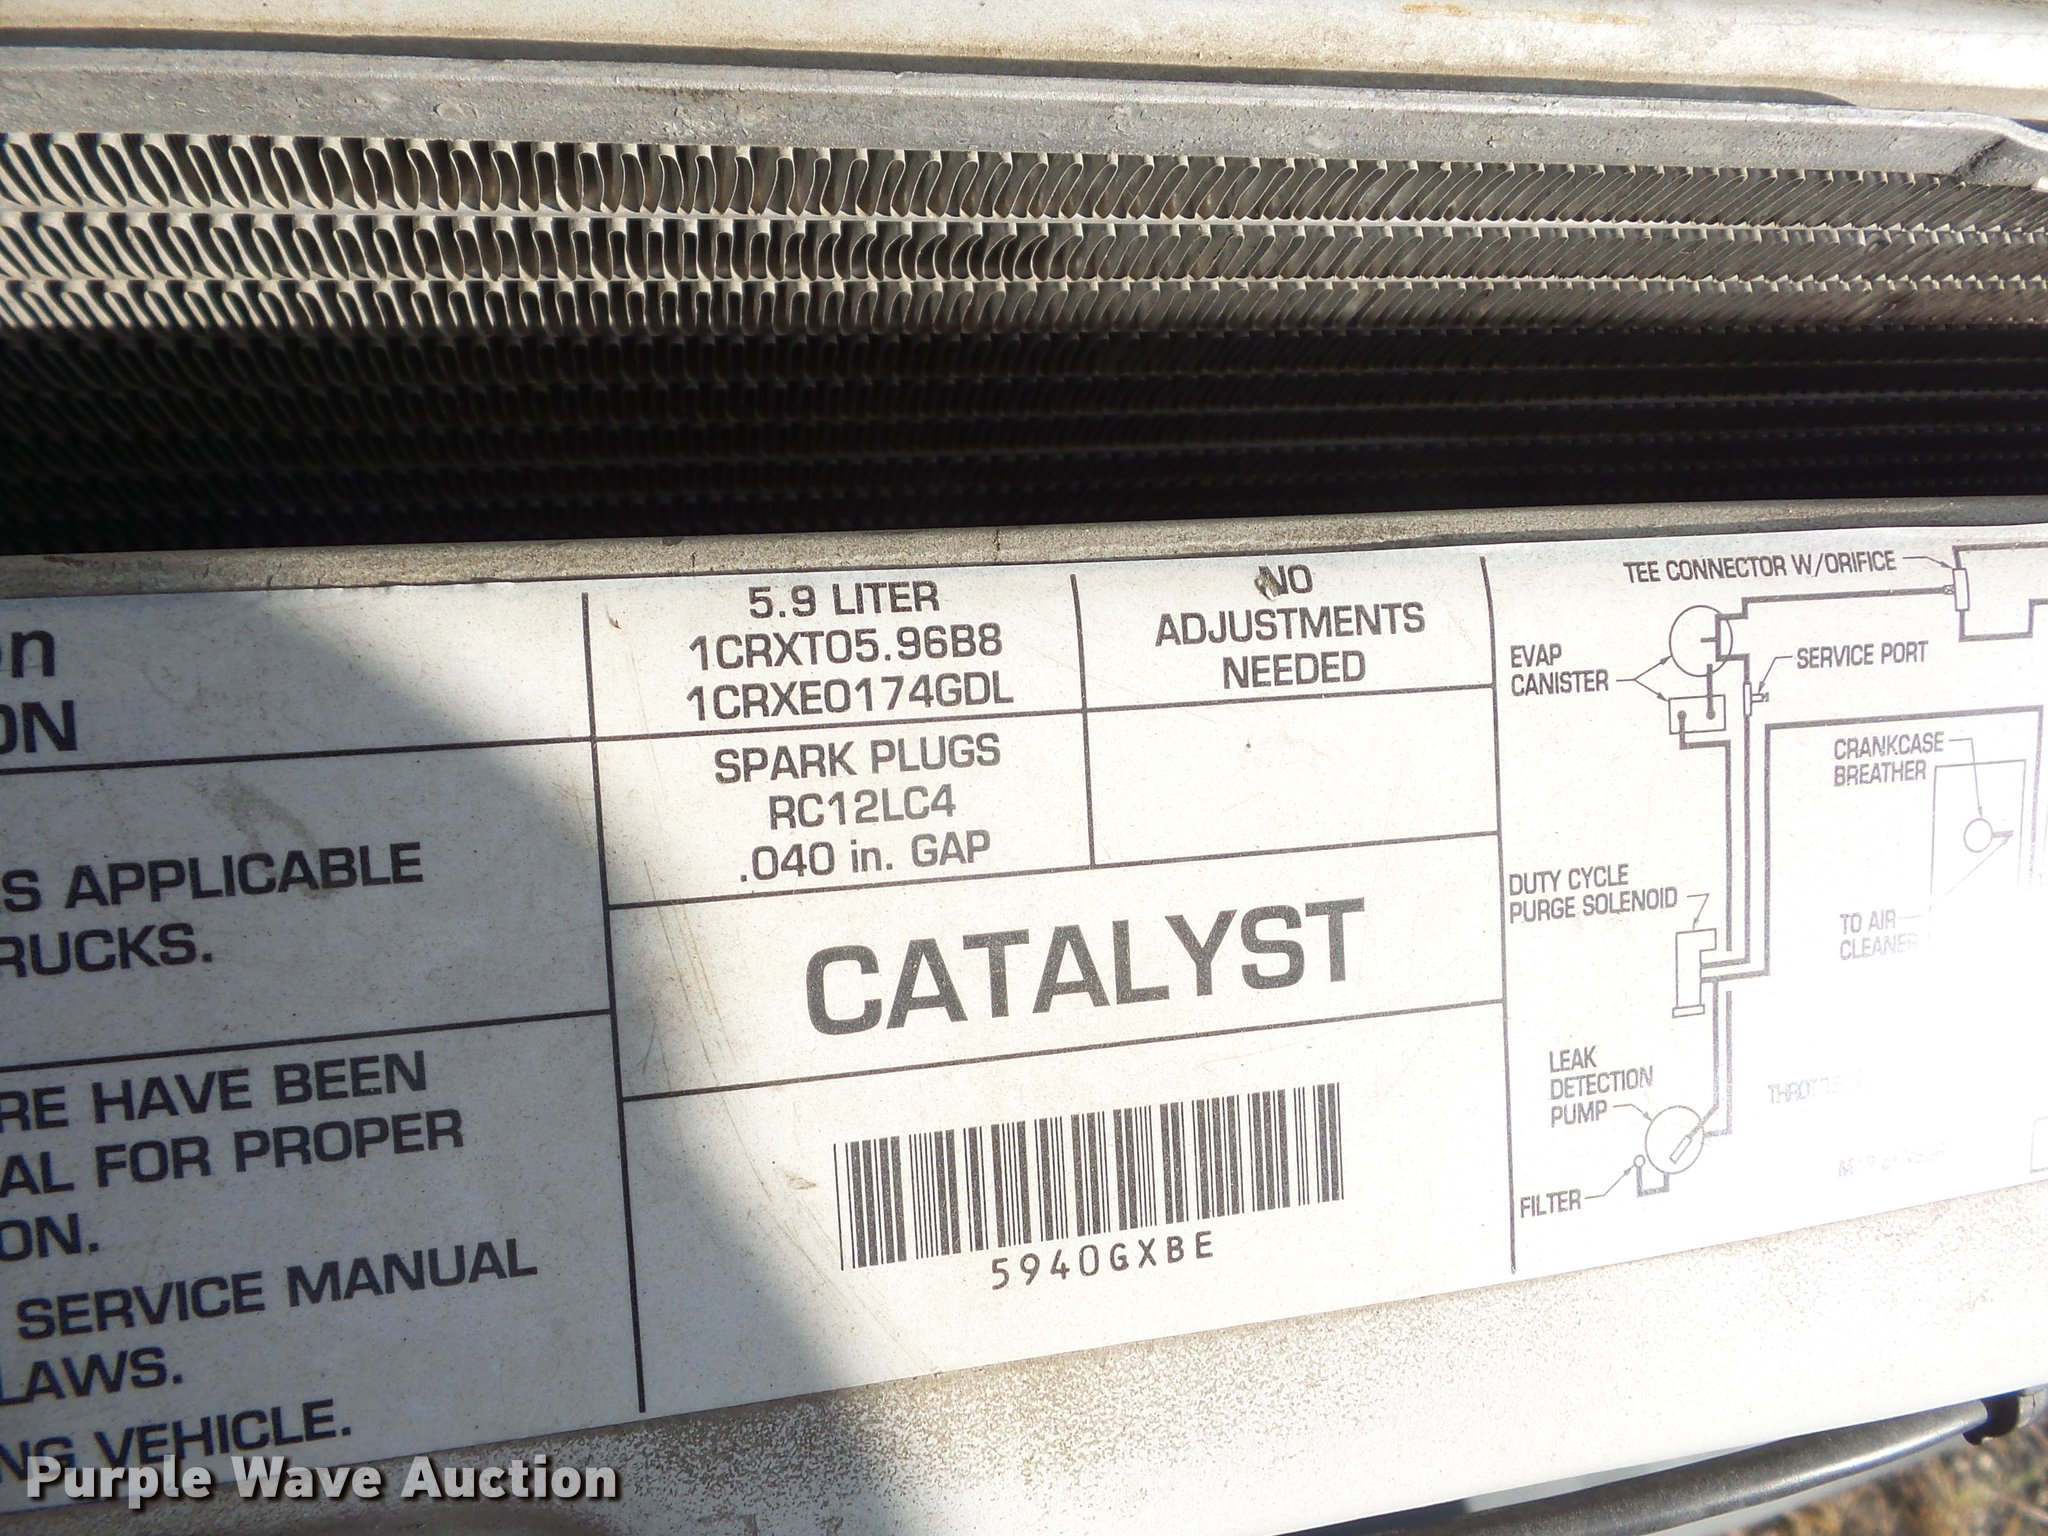 on
ON
S APPLICABLE
RUCKS.
RE HAVE BEEN
AL FOR PROPER
ON.
SERVICE MANUAL
LAWS.
NG VEHICLE.
5.9 LITER
1CRXT05.96B8
1CRXE0174GDL
NO
ADJUSTMENTS
NEEDED
SPARK PLUGS
RC12LC4
.040 in. GAP
CATALYST
5940GXBE
TEE CONNECTOR W/ORIFICE
EVAP
CANISTER
SERVICE PORT
CRANKCASE
BREATHER
DUTY CYCLE
PURGE SOLENOID
TO AIR
CLEANER
LEAK
DETECTION
PUMP
FILTER
Purple Wave Auction